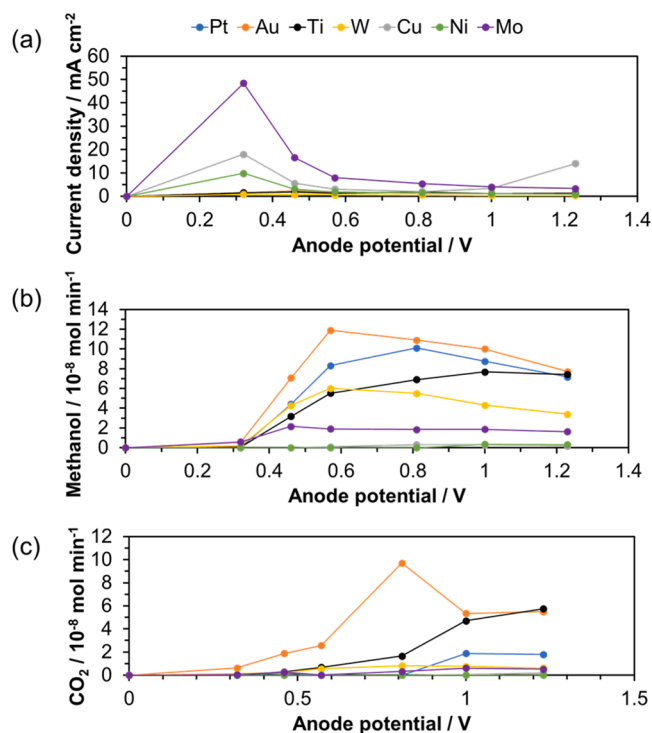 (a)
Pt Au Ti W Cu Ni Mo
Current density / mA cm⁻²
60
50
40
30
20
10
0
0 0.2 0.4 0.6 0.8 1 1.2 1.4
Anode potential / V
(b)
Methanol / 10⁻⁸ mol min⁻¹
14
12
10
8
6
4
2
0
0 0.2 0.4 0.6 0.8 1 1.2 1.4
Anode potential / V
(c)
CO₂ / 10⁻⁸ mol min⁻¹
12
10
8
6
4
2
0
0 0.5 1 1.5
Anode potential / V